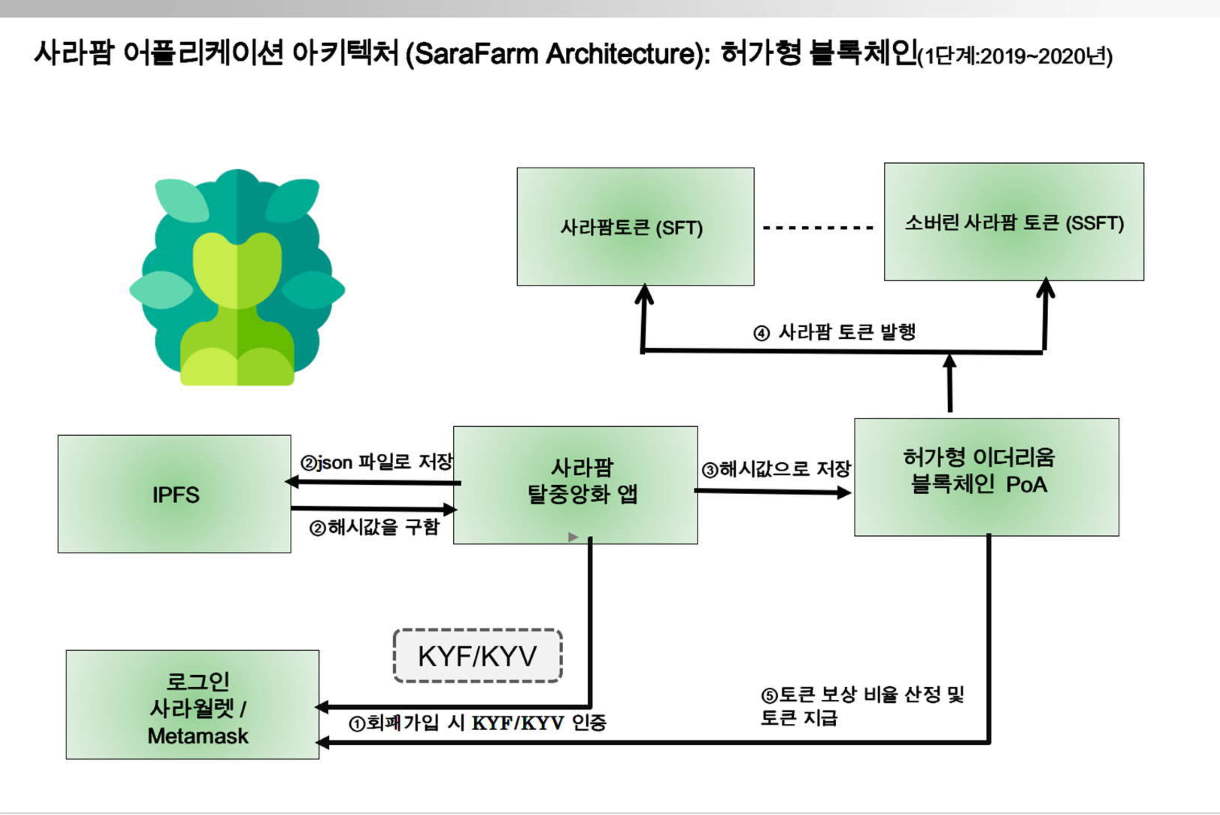 사라팜 어플리케이션 아키텍처 (SaraFarm Architecture): 허가형 블록체인(1단계:2019~2020년)
사라팜토큰 (SFT)
소버린 사라팜 토큰 (SSFT)
④ 사라팜 토큰 발행
IPFS
②json 파일로 저장
②해시값을 구함
사라팜
탈중앙화 앱
③해시값으로 저장
허가형 이더리움
블록체인 PoA
KYF/KYV
로그인
사라월렛 /
Metamask
①회패가입 시 KYF/KYV 인증
⑤토큰 보상 비율 산정 및
토큰 지급